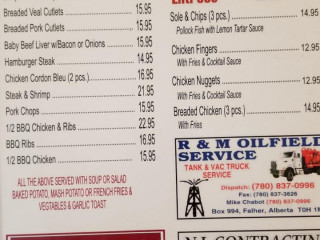 Breaded Veal Cutlets 15.95
Breaded Pork Cutlets 15.95
Baby Beef Liver w/Bacon or Onions 15.95
Hamburger Steak 14.95
Chicken Cordon Bleu (2 pcs.) 16.95
Steak & Shrimp 21.95
Pork Chops 15.95
1/2 BBQ Chicken & Ribs 22.95
BBQ Ribs 16.95
1/2 BBQ Chicken 15.95
ALL THE ABOVE SERVED WITH SOUP OR SALAD
BAKED POTATO, MASH POTATO OR FRENCH FRIES &
VEGTABLES & GARLIC TOAST
Sole & Chips (3 pcs.) 14.95
Pollock Fish with Lemon Tartar Sauce
Chicken Fingers 12.95
With Fries & Cocktail Sauce
Chicken Nuggets 12.95
With Fries & Cocktail Sauce
Breaded Chicken (3 pcs.) 14.95
With Fries
R & M OILFIELD
SERVICE
TANK & VAC TRUCK
SERVICE
Dispatch: (780) 837-0996
Fax: (780) 837-3626
Mike Chabot (780) 837-0996
Box 994, Falher, Alberta T0H 1M0